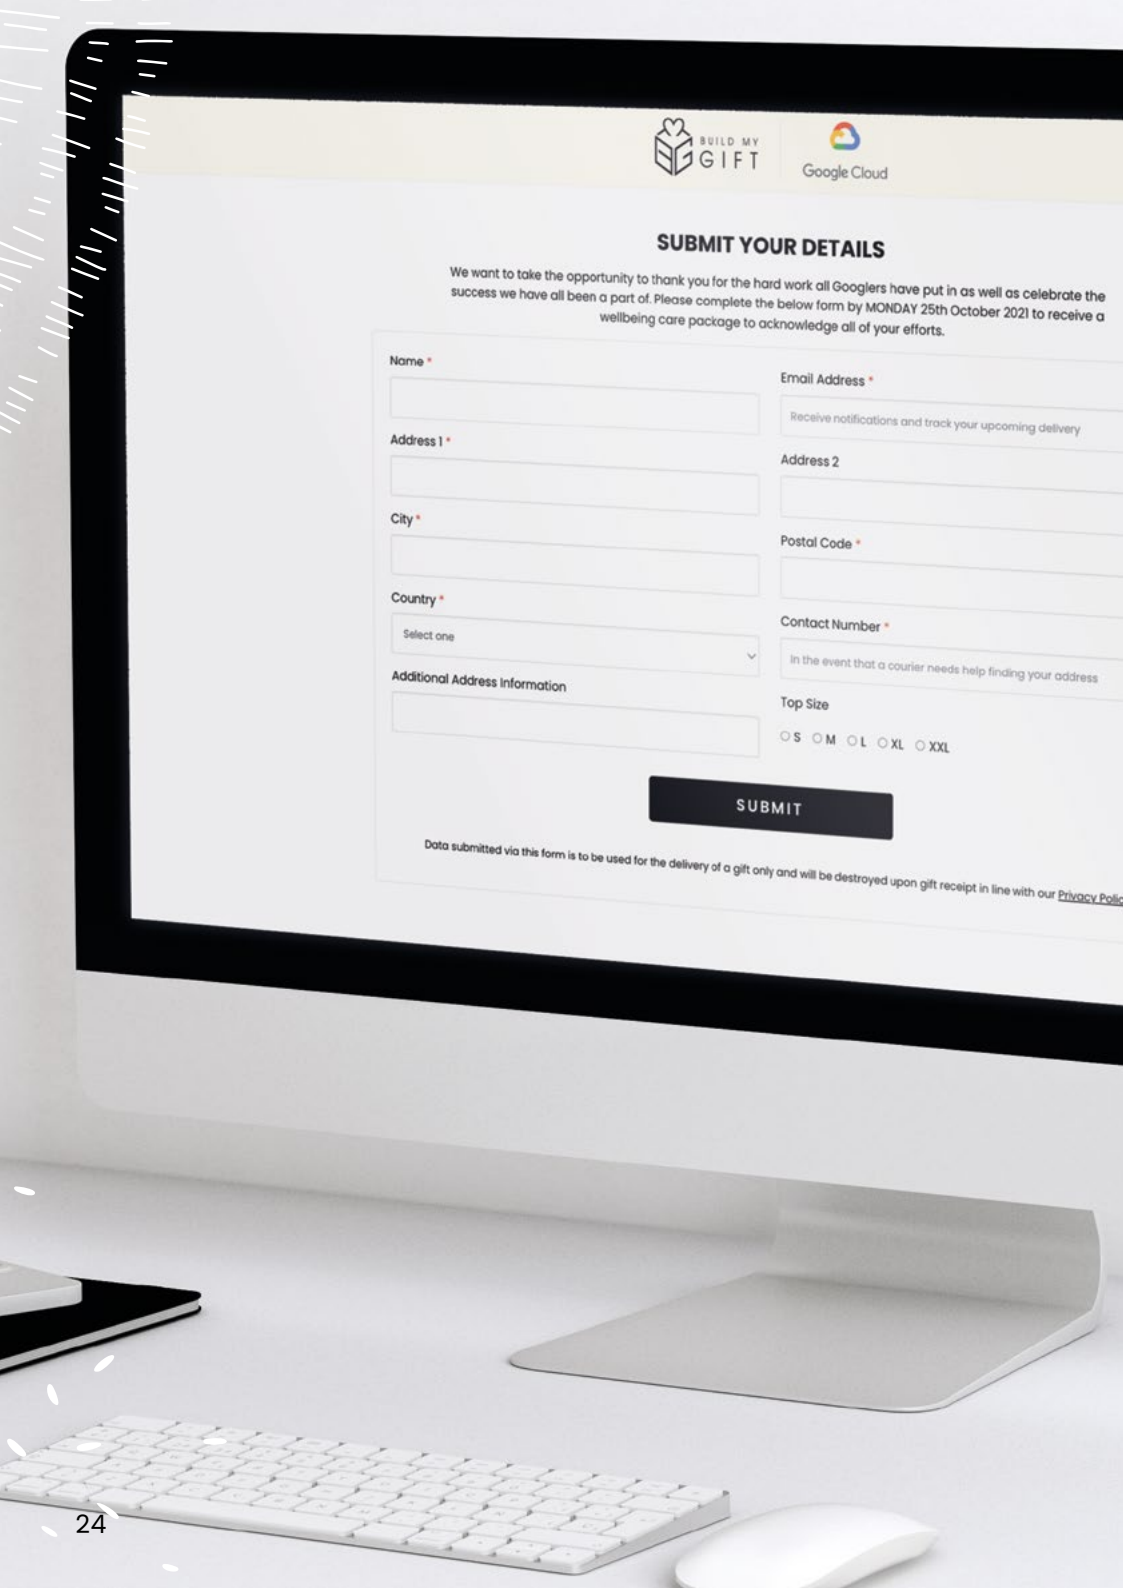 BUILD MY
GIFT
Google Cloud
SUBMIT YOUR DETAILS
We want to take the opportunity to thank you for the hard work all Googlers have put in as well as celebrate the
success we have all been a part of. Please complete the below form by MONDAY 25th October 2021 to receive a
wellbeing care package to acknowledge all of your efforts.
Name *
Email Address *
Receive notifications and track your upcoming delivery
Address 1 *
Address 2
City *
Postal Code *
Country *
Select one
Contact Number *
In the event that a courier needs help finding your address
Additional Address Information
Top Size
S M L XL XXL
SUBMIT
Data submitted via this form is to be used for the delivery of a gift only and will be destroyed upon gift receipt in line with our Privacy Polic
24